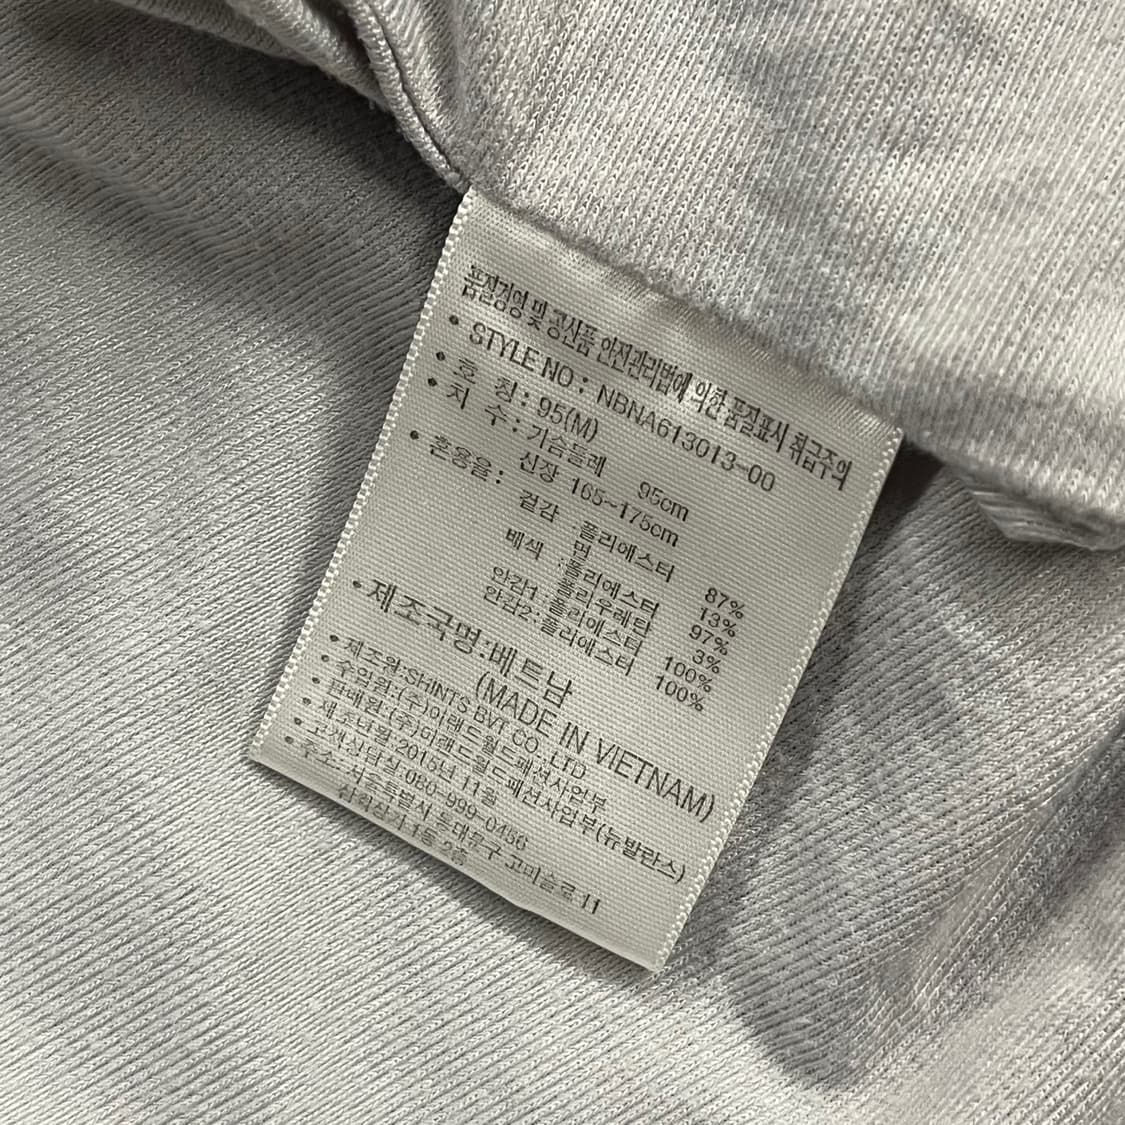 품질경영 및 공산품 안전관리법에 의한 품질표시 취급주의
• STYLE NO : NBNA613013-00
• 호 칭 : 95(M)
• 치 수 : 가슴둘레 95cm
신장 165~175cm
• 혼용율 : 겉감 :폴리에스터 87%
면 13%
배색 :폴리에스터 97%
폴리우레탄 3%
안감1 :폴리에스터 100%
안감2:폴리에스터 100%
• 제조국명:베트남
(MADE IN VIETNAM)
• 제조원:SHINTS BVT CO.,LTD
• 수입원:(주)이랜드월드패션사업부
• 판매원:(주)이랜드월드패션사업부(뉴발란스)
• 제조년월:2015년 11월
• 고객상담실:080-999-0456
• 주소: 서울특별시 동대문구 고미술로 11
삼희상가 1동 2층